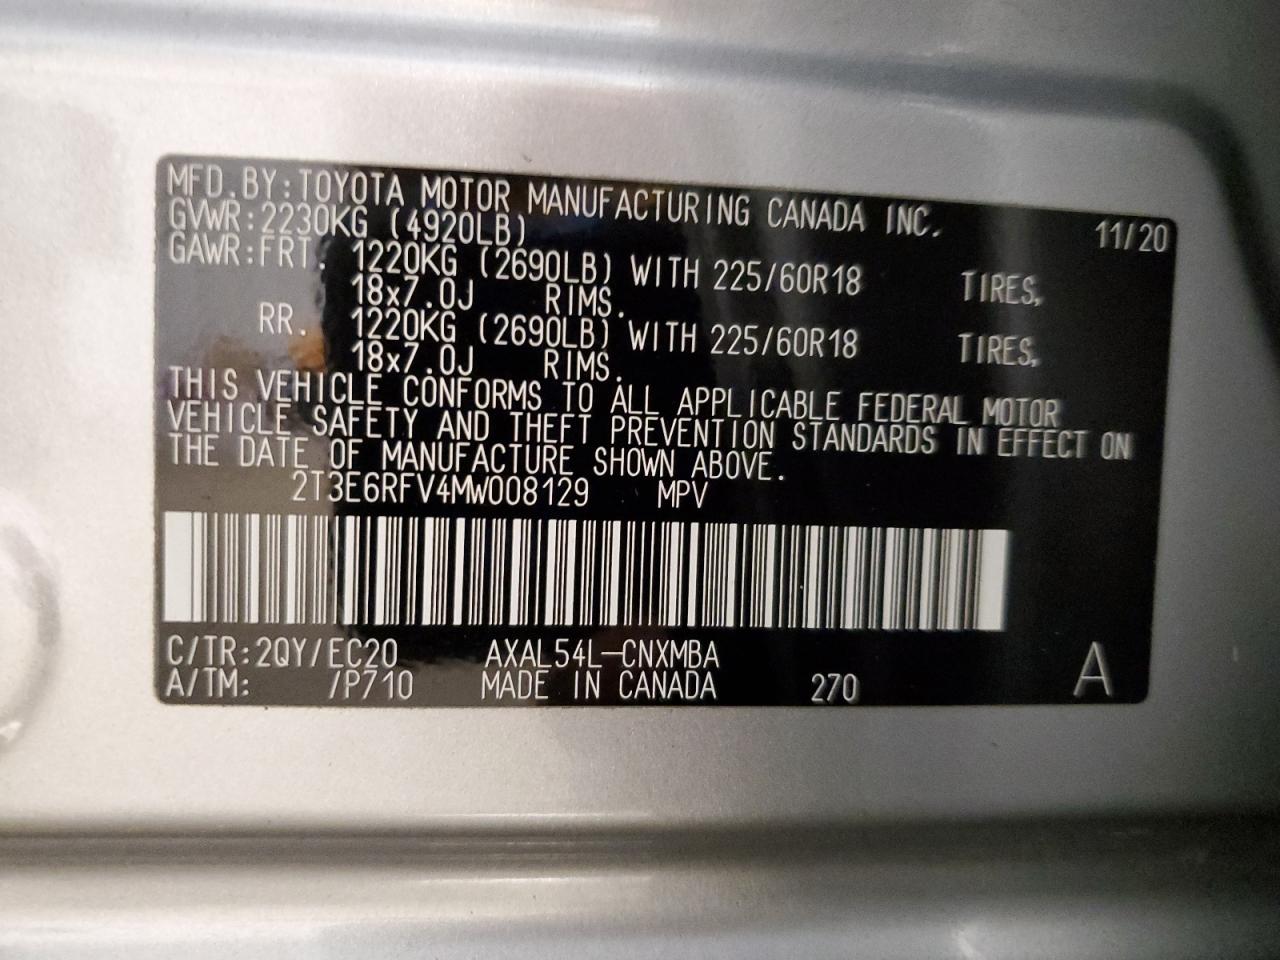 MFD.BY:TOYOTA MOTOR MANUFACTURING CANADA INC. 11/20
GVWR:2230KG (4920LB)
GAWR:FRT. 1220KG (2690LB) WITH 225/60R18 TIRES,
18x7.0J RIMS.
RR. 1220KG (2690LB) WITH 225/60R18 TIRES,
18x7.0J RIMS.
THIS VEHICLE CONFORMS TO ALL APPLICABLE FEDERAL MOTOR
VEHICLE SAFETY AND THEFT PREVENTION STANDARDS IN EFFECT ON
THE DATE OF MANUFACTURE SHOWN ABOVE.
2T3E6RFV4MW008129 MPV
C/TR:2QY/EC20 AXAL54L-CNXMBA
A/TM: /P710 MADE IN CANADA 270 A